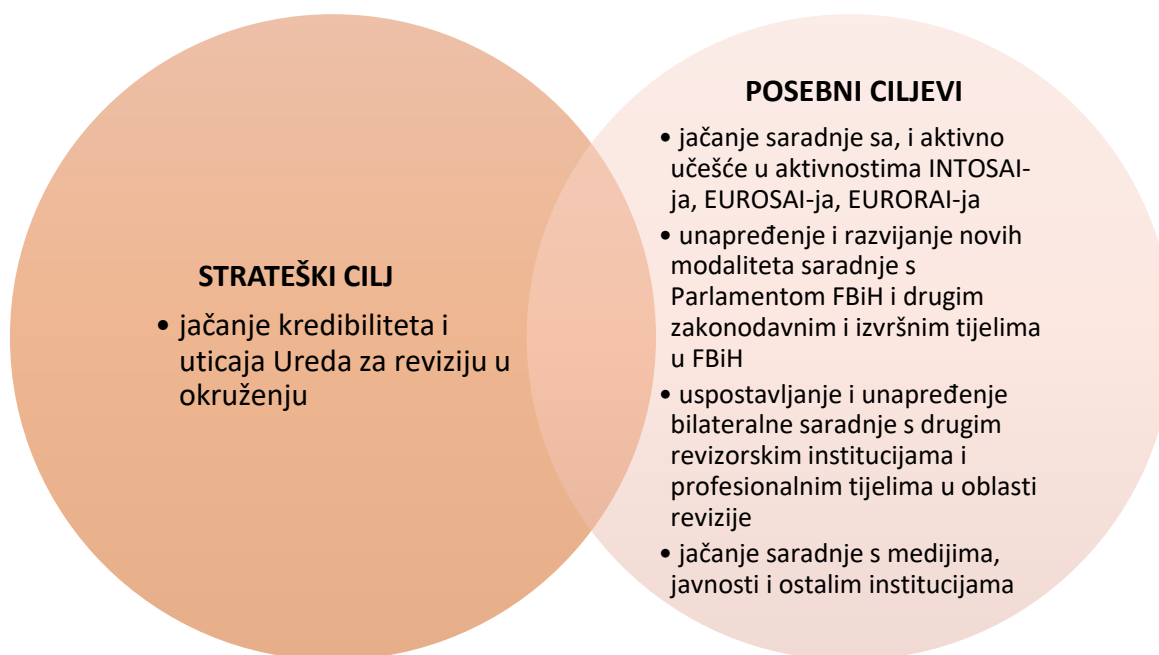 STRATEŠKI CILJ
• jačanje kredibiliteta i
uticaja Ureda za reviziju u
okruženju
POSEBNI CILJEVI
• jačanje saradnje sa, i aktivno
učešće u aktivnostima INTOSAI-
ja, EUROSAI-ja, EURORAI-ja
• unapređenje i razvijanje novih
modaliteta saradnje s
Parlamentom FBiH i drugim
zakonodavnim i izvršnim tijelima
u FBiH
• uspostavljanje i unapređenje
bilateralne saradnje s drugim
revizorskim institucijama i
profesionalnim tijelima u oblasti
revizije
• jačanje saradnje s medijima,
javnosti i ostalim institucijama